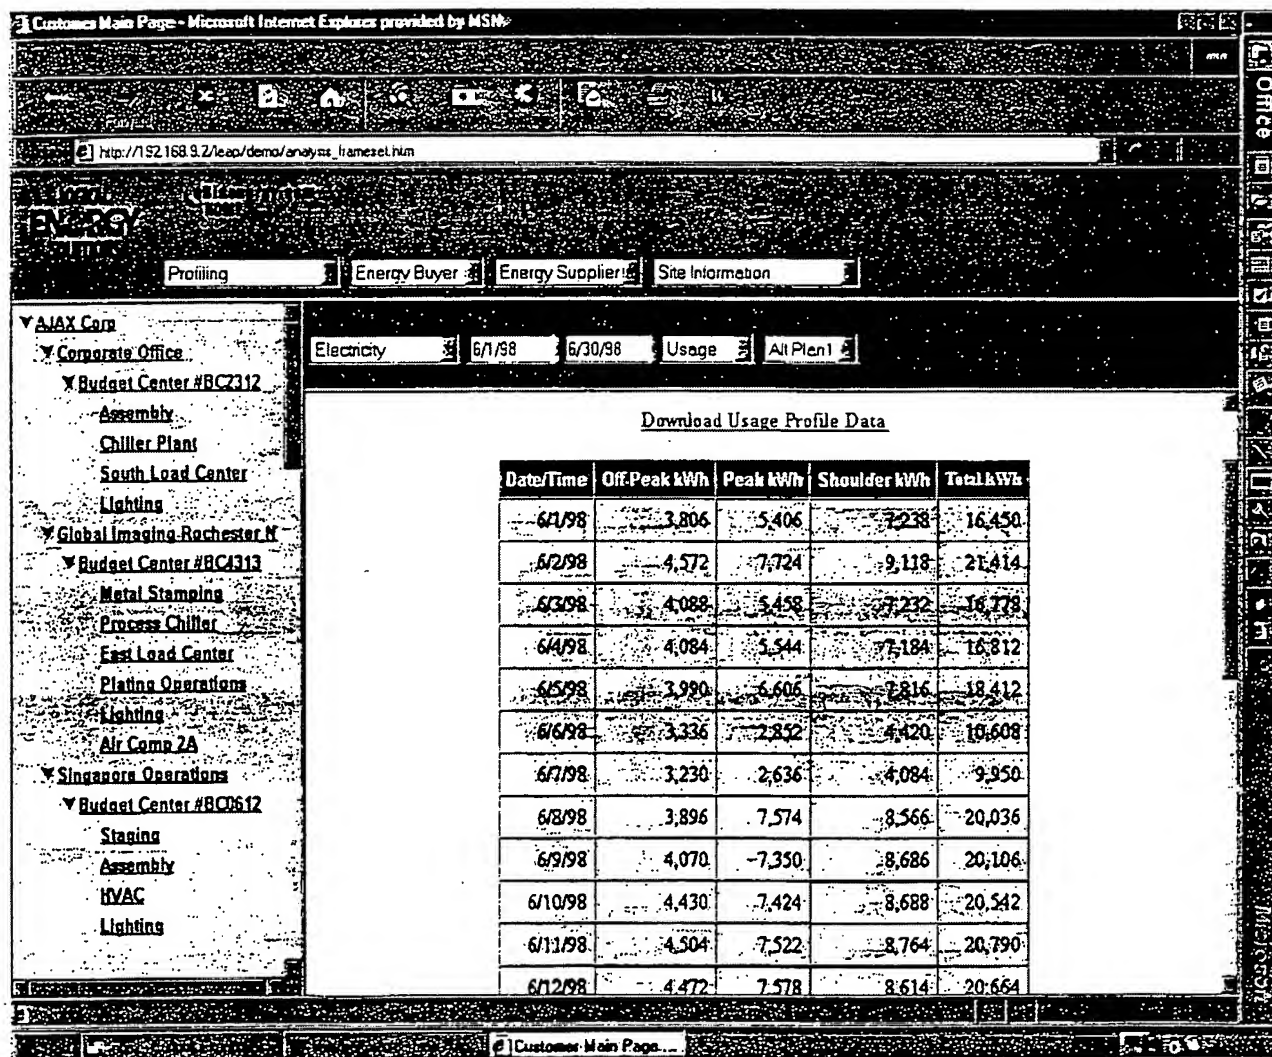 Customer Main Page - Microsoft Internet Explorer provided by MSN
msn
Office
http://192.168.9.2/leap/demo/analysis_frameset.htm
ENERGY
Profiling Energy Buyer Energy Supplier Site Information
AJAX Corp
Corporate Office
Budget Center #BC2312
Assembly
Chiller Plant
South Load Center
Lighting
Global Imaging-Rochester N
Budget Center #BC4313
Metal Stamping
Process Chiller
East Load Center
Plating Operations
Lighting
Air Comp 2A
Singapore Operations
Budget Center #BC0612
Staging
Assembly
HVAC
Lighting
Electricity 6/1/98 6/30/98 Usage Alt Plan1
Download Usage Profile Data
Date/Time Off-Peak kWh Peak kWh Shoulder kWh Total kWh
6/1/98 3,806 5,406 7,238 16,450
6/2/98 4,572 7,724 9,118 21,414
6/3/98 4,088 5,458 7,232 16,778
6/4/98 4,084 5,544 7,184 16,812
6/5/98 3,990 6,606 7,816 18,412
6/6/98 3,336 2,852 4,420 10,608
6/7/98 3,230 2,636 4,084 9,950
6/8/98 3,896 7,574 8,566 20,036
6/9/98 4,070 7,350 8,686 20,106
6/10/98 4,430 7,424 8,688 20,542
6/11/98 4,504 7,522 8,764 20,790
6/12/98 4,472 7,578 8,614 20,664
Customer Main Page....